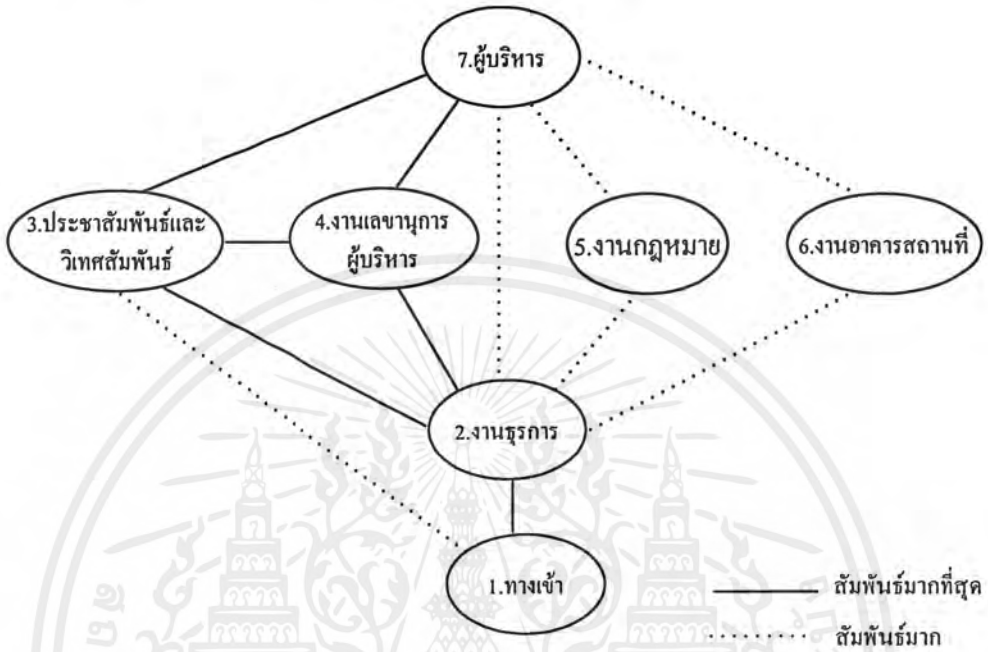 7.ผู้บริหาร
3.ประชาสัมพันธ์และ
วิเทศสัมพันธ์
4.งานเลขานุการ
ผู้บริหาร
5.งานกฎหมาย
6.งานอาคารสถานที่
2.งานธุรการ
1.ทางเข้า
สัมพันธ์มากที่สุด
สัมพันธ์มาก